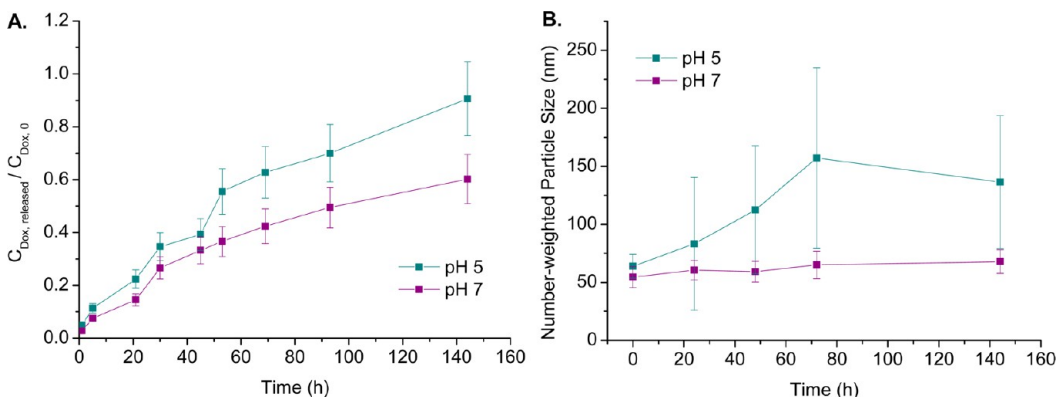 A.
C Dox, released / C Dox, 0
1.2
1.0
0.8
0.6
0.4
0.2
0.0
pH 5
pH 7
0 20 40 60 80 100 120 140 160
Time (h)
B.
Number-weighted Particle Size (nm)
250
200
150
100
50
0
pH 5
pH 7
0 20 40 60 80 100 120 140 160
Time (h)